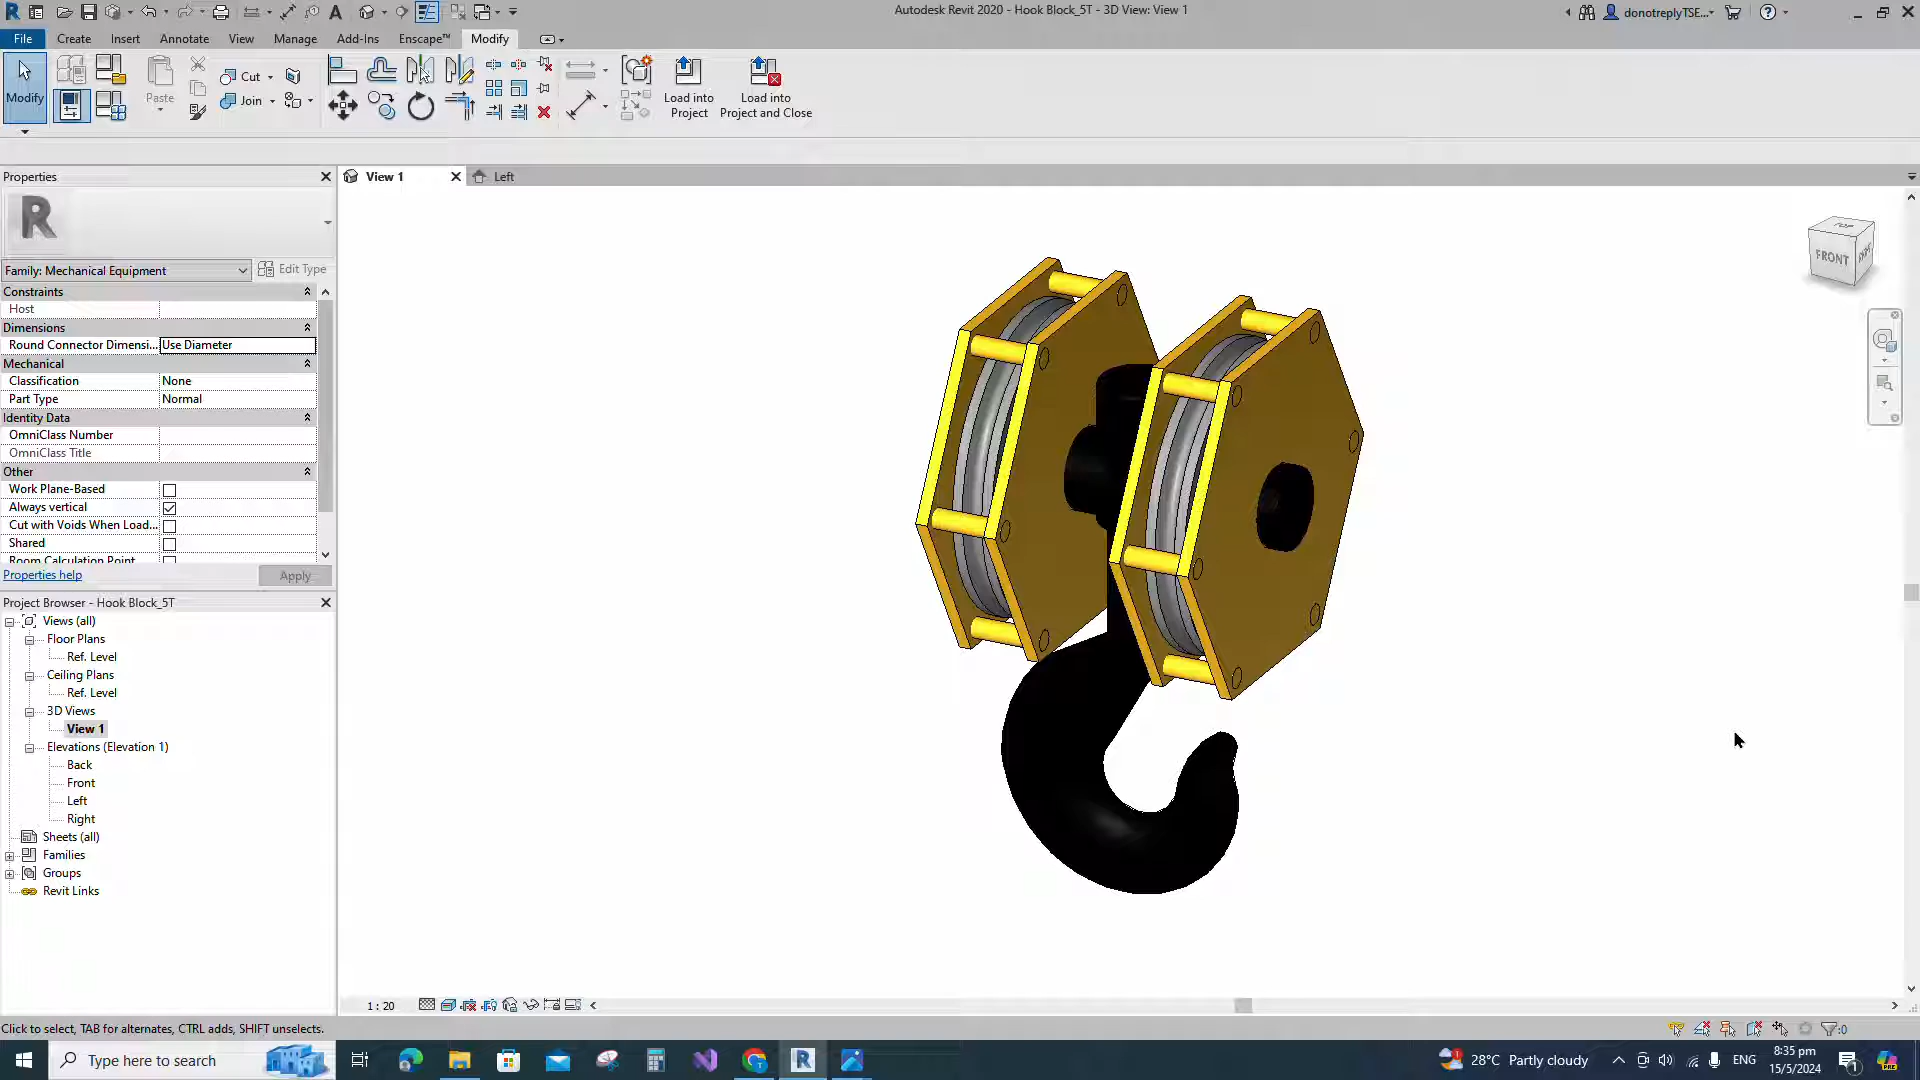 Autodesk Revit 2020 - Hook Block_5T - 3D View: View 1
donotreplyTSE...
File Create Insert Annotate View Manage Add-Ins Enscape™ Modify
Modify
Paste
Cut
Join
Load into
Project
Load into
Project and Close
Properties
View 1
Left
R
Family: Mechanical Equipment
Edit Type
Constraints
Host
Dimensions
Round Connector Dimensi... Use Diameter
Mechanical
Classification None
Part Type Normal
Identity Data
OmniClass Number
OmniClass Title
Other
Work Plane-Based
Always vertical
Cut with Voids When Load...
Shared
Room Calculation Point
Properties help
Apply
TOP
FRONT
Project Browser - Hook Block_5T
Views (all)
Floor Plans
Ref. Level
Ceiling Plans
Ref. Level
3D Views
View 1
Elevations (Elevation 1)
Back
Front
Left
Right
Sheets (all)
Families
Groups
Revit Links
1 : 20
Click to select, TAB for alternates, CTRL adds, SHIFT unselects.
:0
Type here to search
28°C Partly cloudy
ENG
8:35 pm
15/5/2024